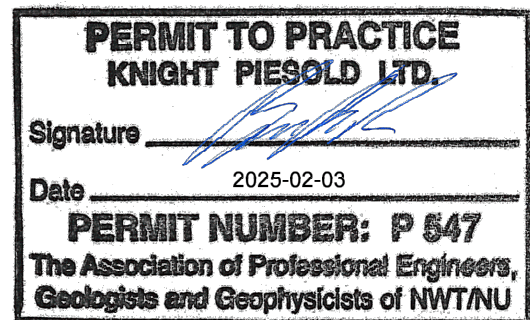 PERMIT TO PRACTICE
KNIGHT PIESOLD LTD.
Signature
Date 2025-02-03
PERMIT NUMBER: P 547
The Association of Professional Engineers,
Geologists and Geophysicists of NWT/NU